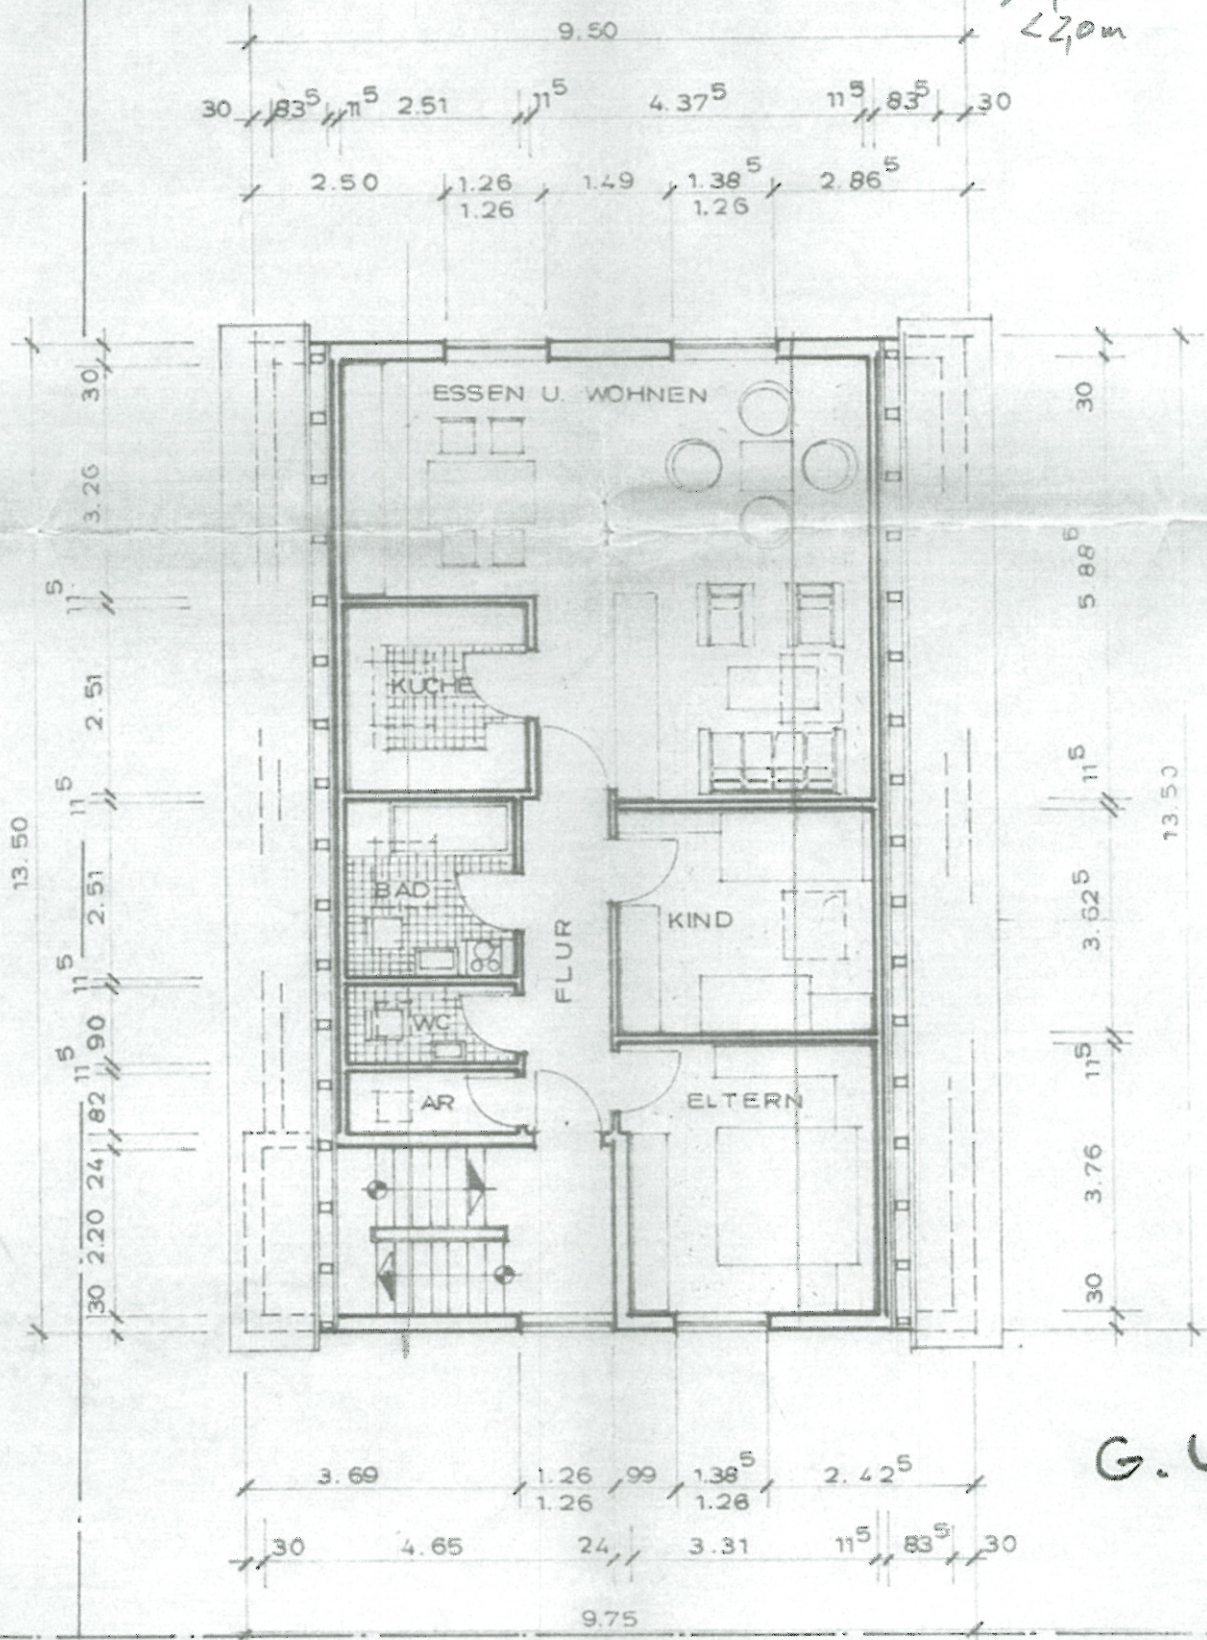 <2,0m
9.50
30 83⁵ 11⁵ 2.51 11⁵ 4.37⁵ 11⁵ 83⁵ 30
2.50 1.26 1.49 1.38⁵ 2.86⁵
1.26 1.26
ESSEN U. WOHNEN
KÜCHE
BAD
KIND
FLUR
WC
AR
ELTERN
30
3.26
11⁵
2.51
11⁵
2.51
11⁵
90
11⁵
82
24
2.20
30
13.50
30
5.88⁵
11⁵
3.62⁵
11⁵
3.76
30
13.50
G.
3.69 1.26 99 1.38⁵ 2.42⁵
1.26 1.26
30 4.65 24 3.31 11⁵ 83⁵ 30
9.75